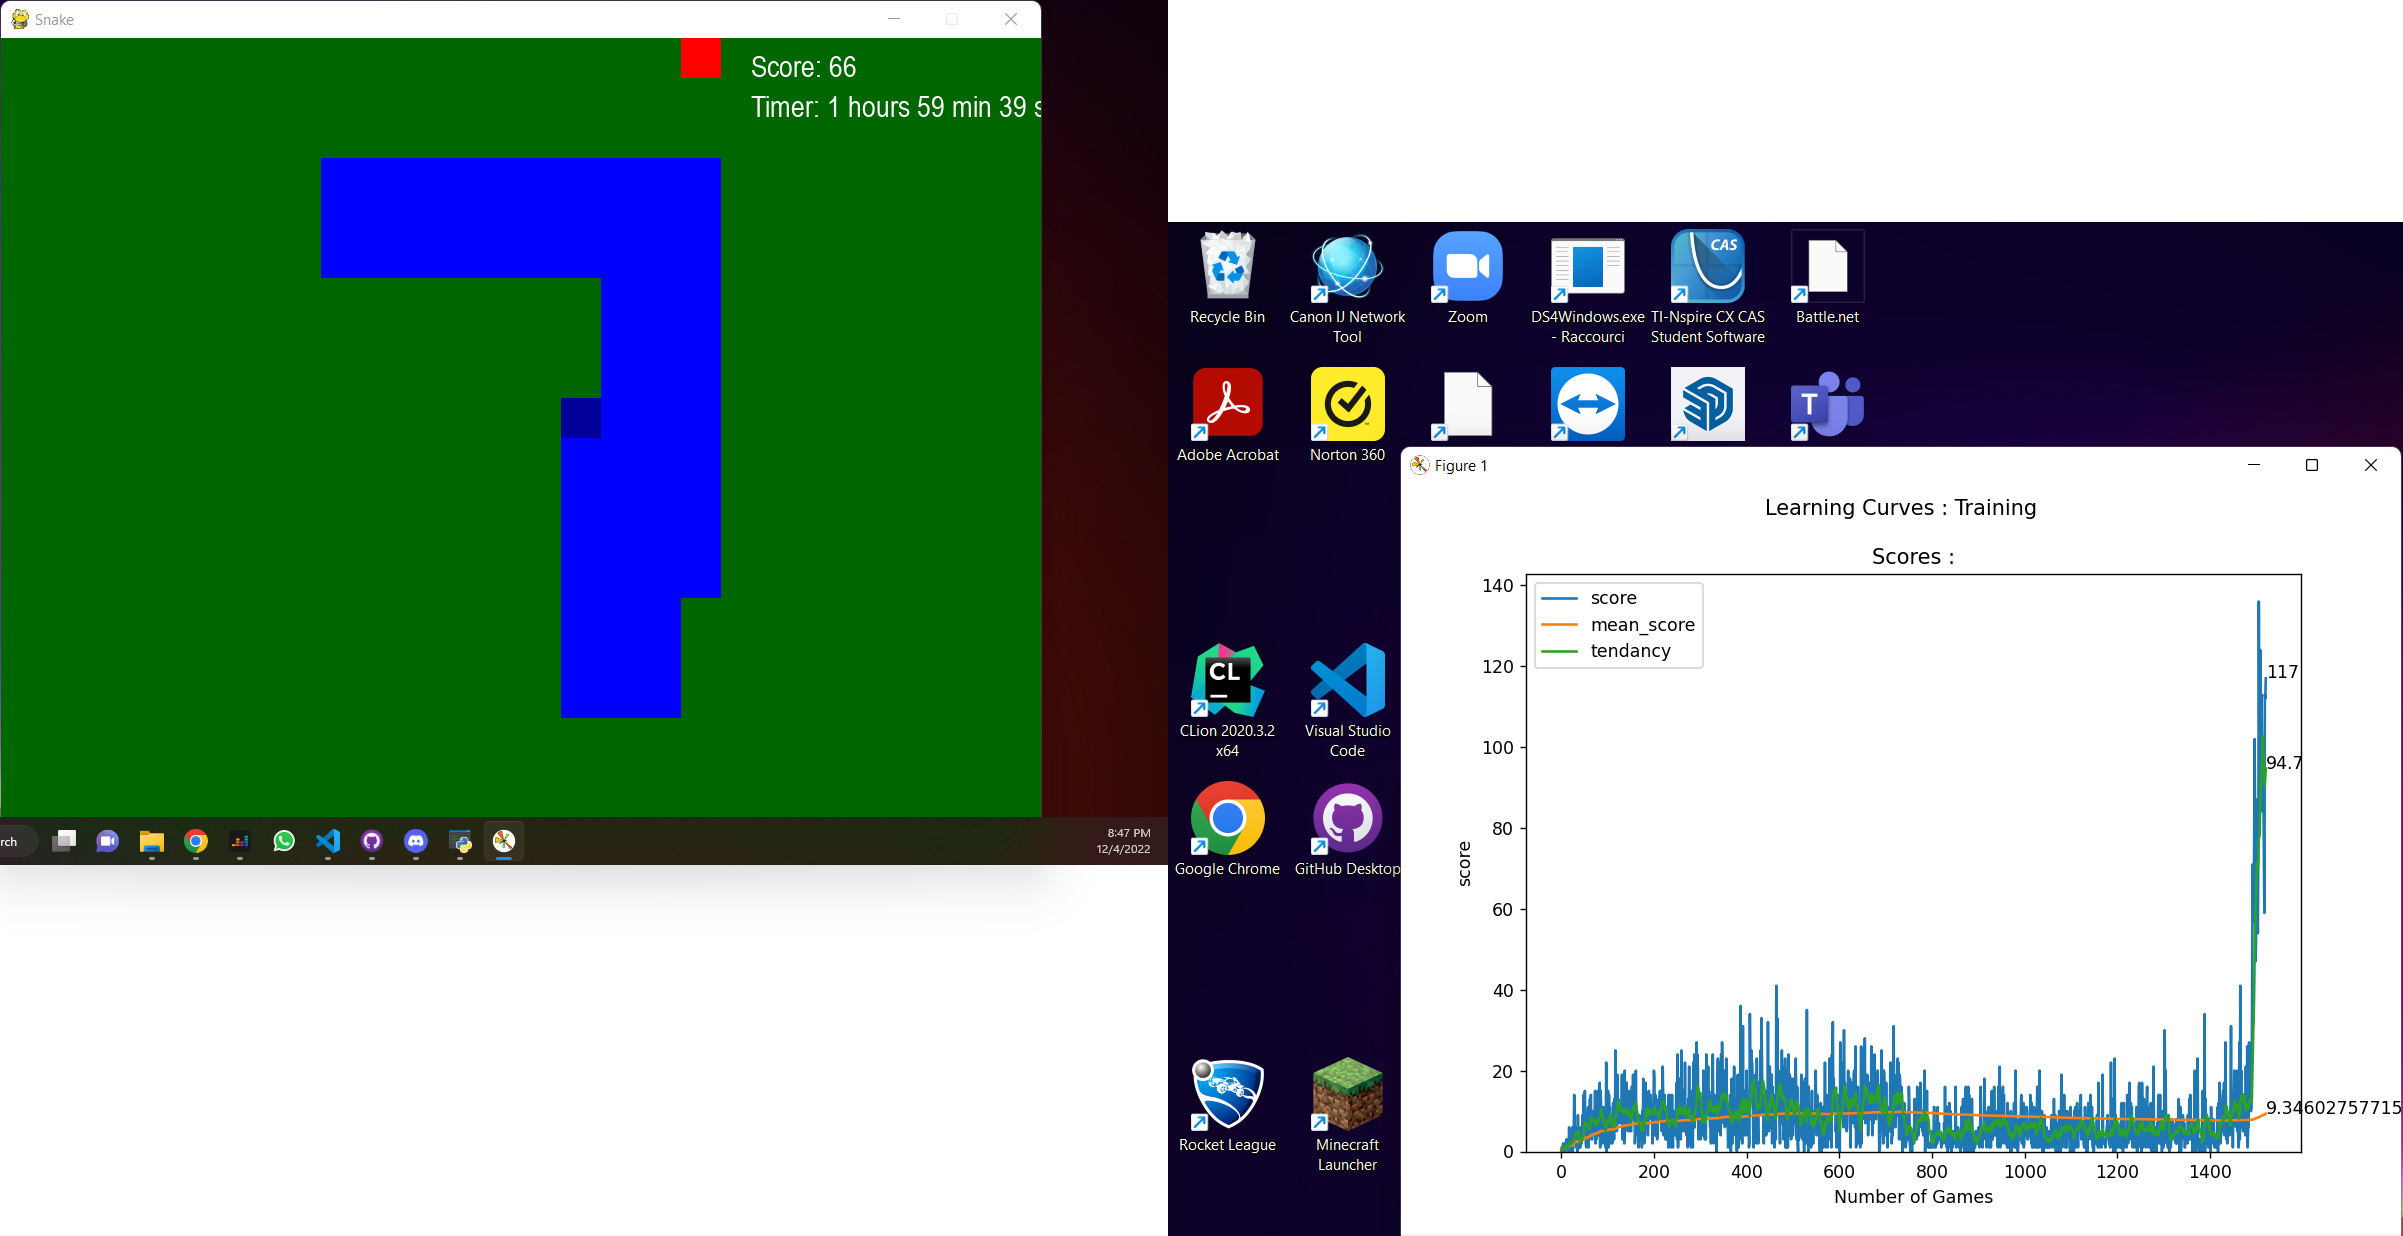 Snake
Score: 66
Timer: 1 hours 59 min 39 s
rch
8:47 PM
12/4/2022
Recycle Bin
Canon IJ Network
Tool
Zoom
DS4Windows.exe
- Raccourci
TI-Nspire CX CAS
Student Software
Battle.net
CAS
T
Adobe Acrobat
Norton 360
CL
CLion 2020.3.2
x64
Visual Studio
Code
Google Chrome
GitHub Desktop
Rocket League
Minecraft
Launcher
Figure 1
Learning Curves : Training
Scores :
score
mean_score
tendancy
140
120
100
80
60
40
20
0
score
117
94.7
9.34602757715
0 200 400 600 800 1000 1200 1400
Number of Games